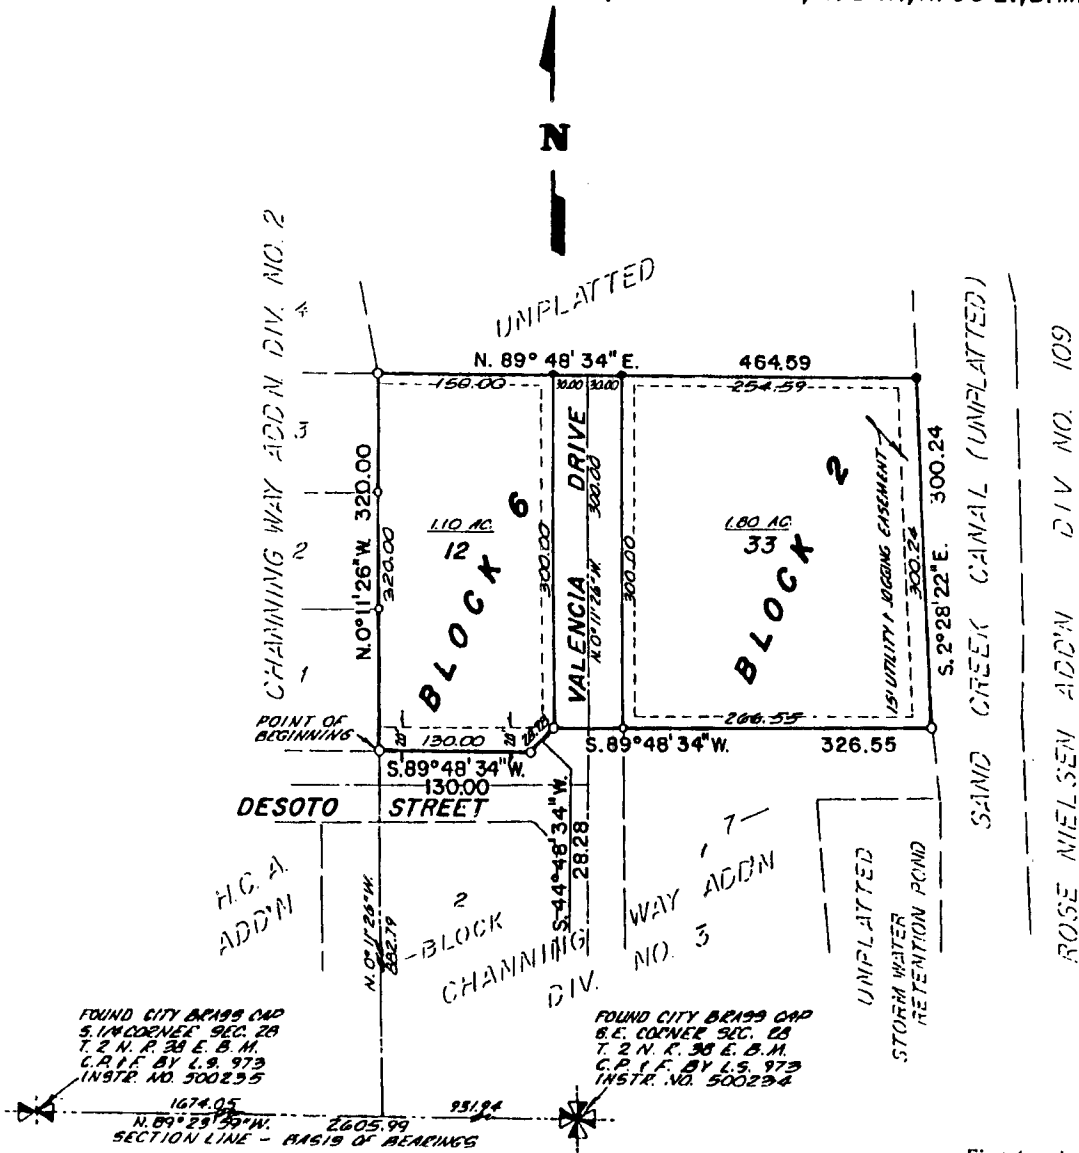 N
CHANNING WAY ADD'N. DIV. NO. 2
4
3
2
1
UNPLATTED
N. 89° 48' 34" E. 464.59
150.00
30.00 30.00
254.59
N.0°11'26"W. 320.00
320.00
1.10 AC.
12
BLOCK 6
300.00
VALENCIA DRIVE
N.0°11'26"W. 300.00
300.00
1.80 AC.
33
BLOCK 2
15' UTILITY & JOGGING EASEMENT
300.24
S. 2°28'22" E. 300.24
SAND CREEK CANAL (UNPLATTED)
ROSE NIELSEN ADD'N DIV NO. 109
POINT OF
BEGINNING
20
130.00
20
28.28
266.55
S.89°48'34"W. 326.55
S.89°48'34"W.
130.00
DESOTO STREET
S.44°48'34"W.
28.28
H.C.A.
ADD'N
N.0°11'26"W.
882.79
2
BLOCK
1
7
CHANNING WAY ADD'N
DIV. NO. 3
UNPLATTED
STORM WATER
RETENTION POND
FOUND CITY BRASS CAP
S. 1/4 CORNER SEC. 28
T. 2 N. R. 38 E. B.M.
C.P. & F. BY L.S. 973
INSTR. NO. 500235
FOUND CITY BRASS CAP
S.E. CORNER SEC. 28
T. 2 N. R. 38 E. B.M.
C.P. & F. BY L.S. 973
INSTR. NO. 500234
1674.05
931.94
N. 89°23'39"W. 2605.99
SECTION LINE - BASIS OF BEARINGS